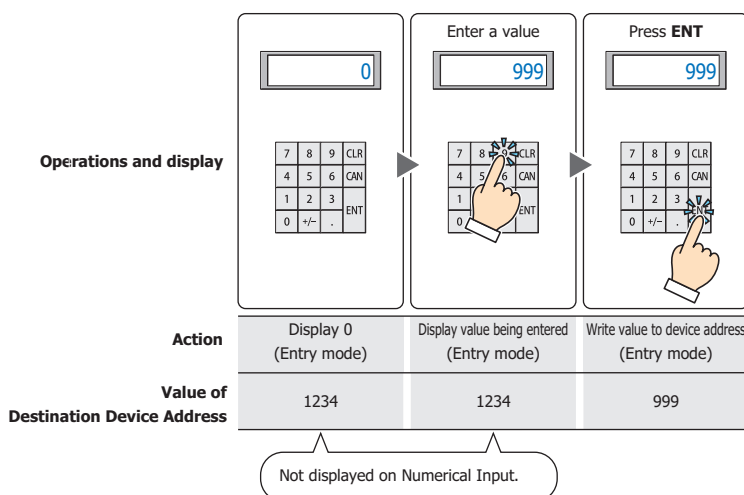 Enter a value
Press ENT
0
999
999
Operations and display
7 8 9 CLR
4 5 6 CAN
1 2 3
ENT
0 +/- .
7 8 9 CLR
4 5 6 CAN
1
ENT
0
7 8 9 CLR
4 5 6 CAN
1 2 3
ENT
0 +/- .
Action
Display 0
(Entry mode)
Display value being entered
(Entry mode)
Write value to device address
(Entry mode)
Value of
Destination Device Address
1234
1234
999
Not displayed on Numerical Input.